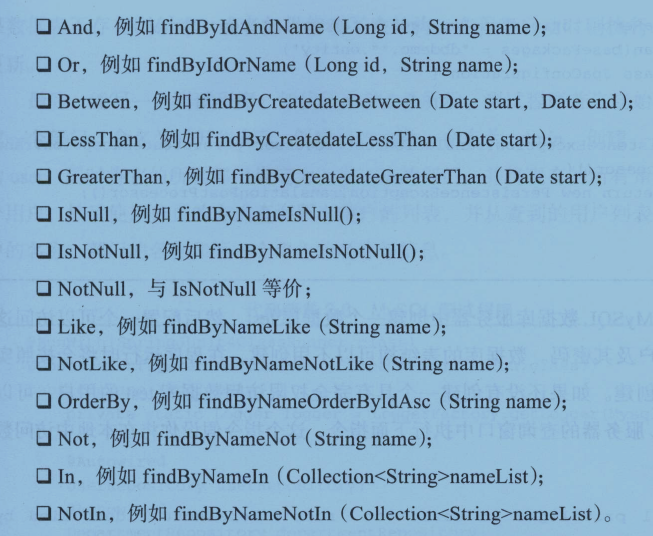 ❑ And，例如 findByIdAndName（Long id，String name）；
❑ Or，例如 findByIdOrName（Long id，String name）；
❑ Between，例如 findByCreatedateBetween（Date start，Date end）；
❑ LessThan，例如 findByCreatedateLessThan（Date start）；
❑ GreaterThan，例如 findByCreatedateGreaterThan（Date start）；
❑ IsNull，例如 findByNameIsNull()；
❑ IsNotNull，例如 findByNameIsNotNull()；
❑ NotNull，与 IsNotNull 等价；
❑ Like，例如 findByNameLike（String name）；
❑ NotLike，例如 findByNameNotLike（String name）；
❑ OrderBy，例如 findByNameOrderByIdAsc（String name）；
❑ Not，例如 findByNameNot（String name）；
❑ In，例如 findByNameIn（Collection<String>nameList）；
❑ NotIn，例如 findByNameNotIn（Collection<String>nameList）。